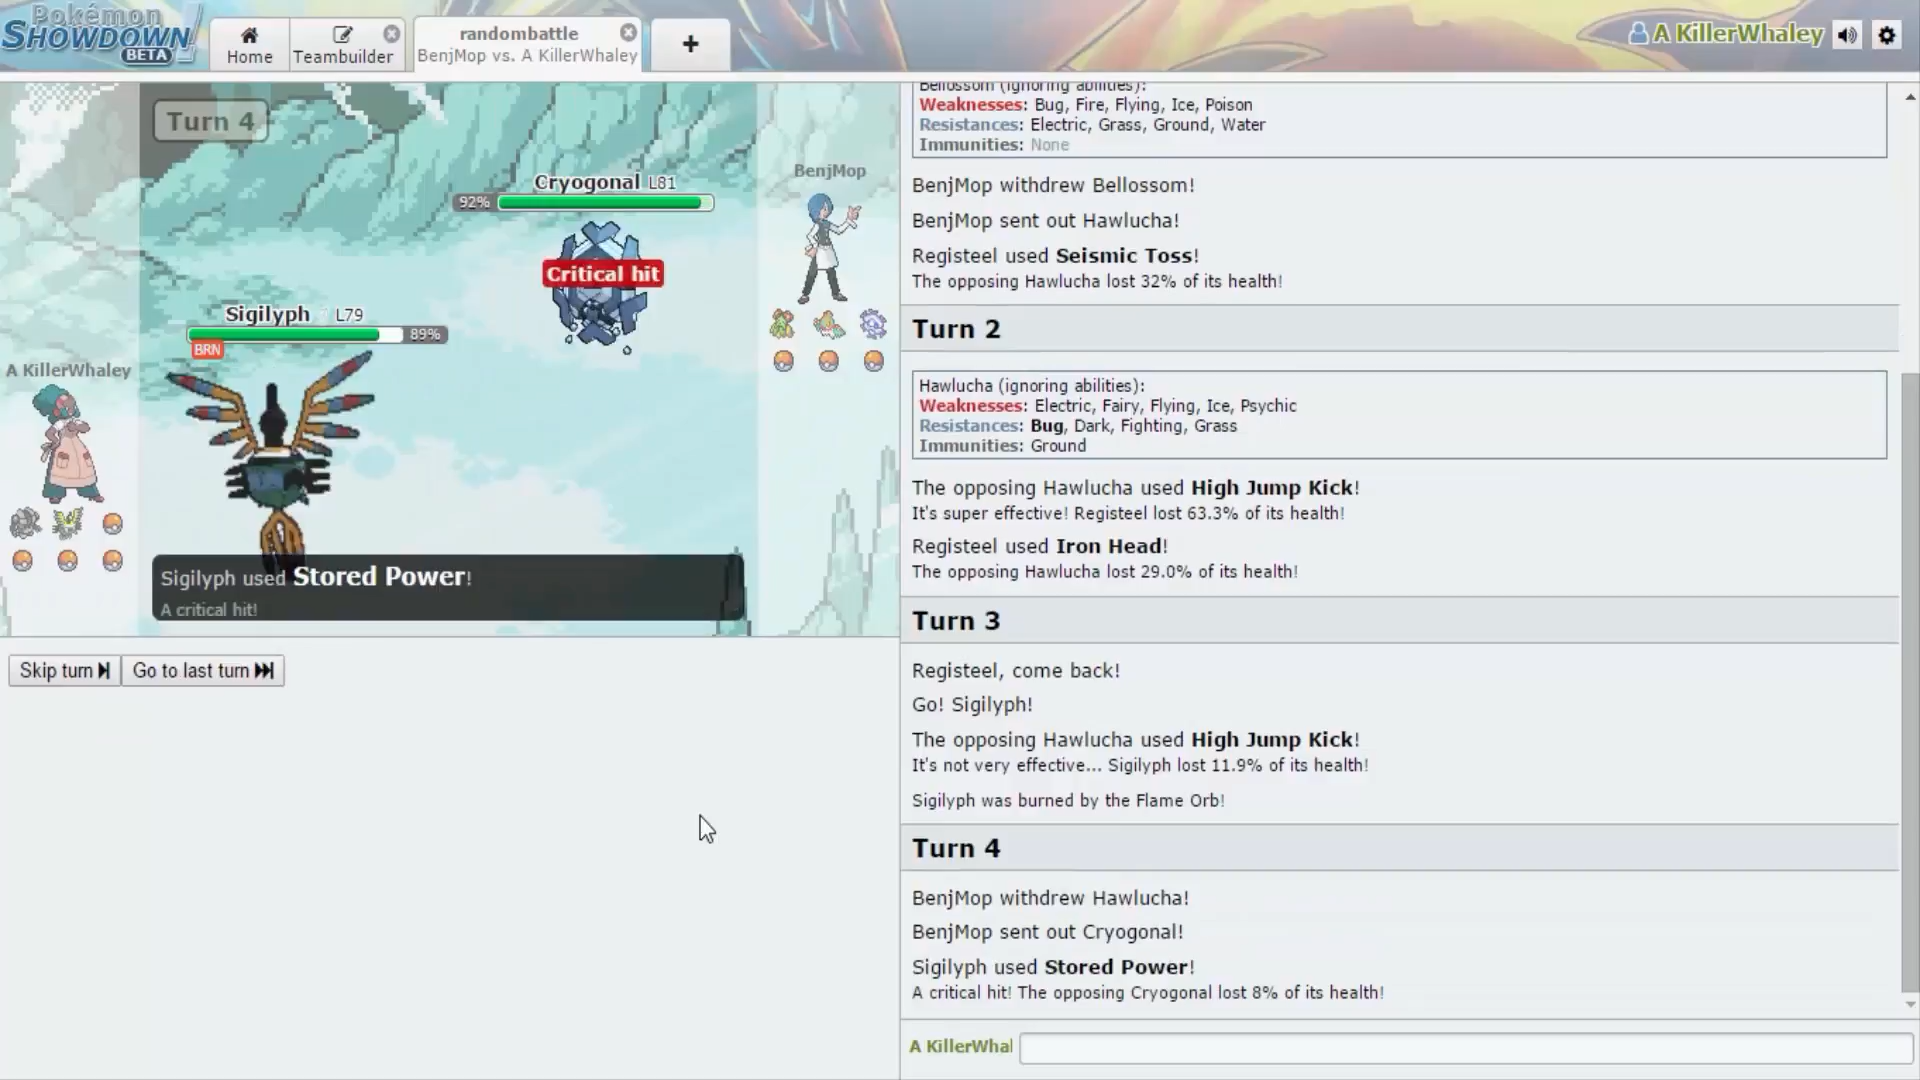 Pokémon
SHOWDOWN
BETA
Home
Teambuilder
randombattle
BenjMop vs. A KillerWhaley
+
A KillerWhaley
Turn 4
Cryogonal L81
92%
Critical hit
BenjMop
Sigilyph L79
89%
BRN
A KillerWhaley
Sigilyph used Stored Power!
A critical hit!
Skip turn
Go to last turn
Bellossom (ignoring abilities):
Weaknesses: Bug, Fire, Flying, Ice, Poison
Resistances: Electric, Grass, Ground, Water
Immunities: None
BenjMop withdrew Bellossom!
BenjMop sent out Hawlucha!
Registeel used Seismic Toss!
The opposing Hawlucha lost 32% of its health!
Turn 2
Hawlucha (ignoring abilities):
Weaknesses: Electric, Fairy, Flying, Ice, Psychic
Resistances: Bug, Dark, Fighting, Grass
Immunities: Ground
The opposing Hawlucha used High Jump Kick!
It's super effective! Registeel lost 63.3% of its health!
Registeel used Iron Head!
The opposing Hawlucha lost 29.0% of its health!
Turn 3
Registeel, come back!
Go! Sigilyph!
The opposing Hawlucha used High Jump Kick!
It's not very effective... Sigilyph lost 11.9% of its health!
Sigilyph was burned by the Flame Orb!
Turn 4
BenjMop withdrew Hawlucha!
BenjMop sent out Cryogonal!
Sigilyph used Stored Power!
A critical hit! The opposing Cryogonal lost 8% of its health!
A KillerWhal